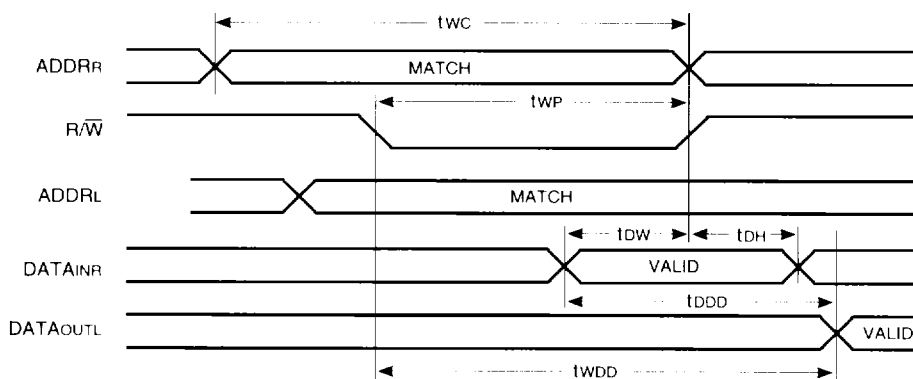 tWC
ADDRR
MATCH
tWP
R/W̅
ADDRL
MATCH
tDW
tDH
DATAINR
VALID
tDDD
DATAOUTL
VALID
tWDD